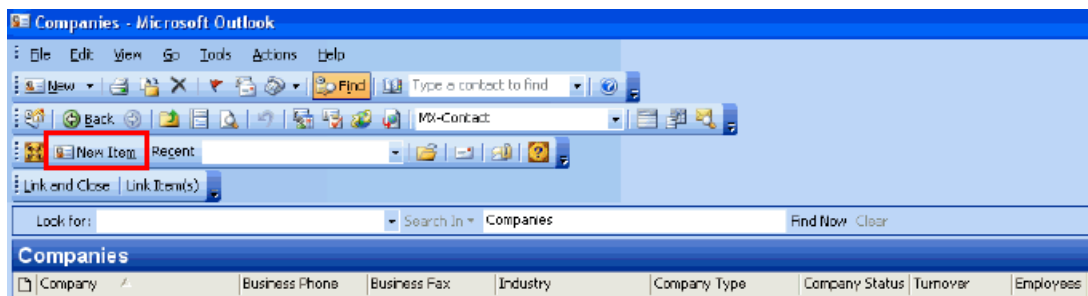 Companies - Microsoft Outlook
File Edit View Go Tools Actions Help
New Find Type a contact to find
Back MX-Contact
New Item Recent
Link and Close Link Item(s)
Look for: Search In Companies Find Now Clear
Companies
Company Business Phone Business Fax Industry Company Type Company Status Turnover Employees